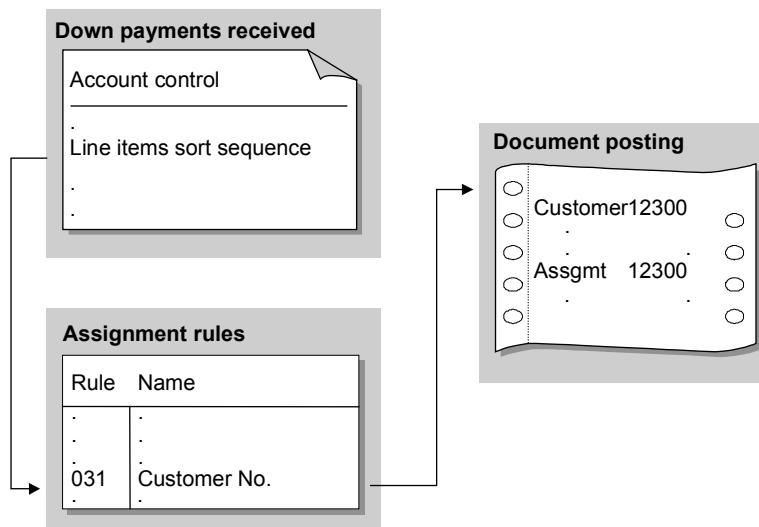 Down payments received
Account control
.
Line items sort sequence
.
.
Assignment rules
Rule Name
. .
. .
. .
031 Customer No.
. .
Document posting
Customer12300
.
. .
Assgmt 12300
. .